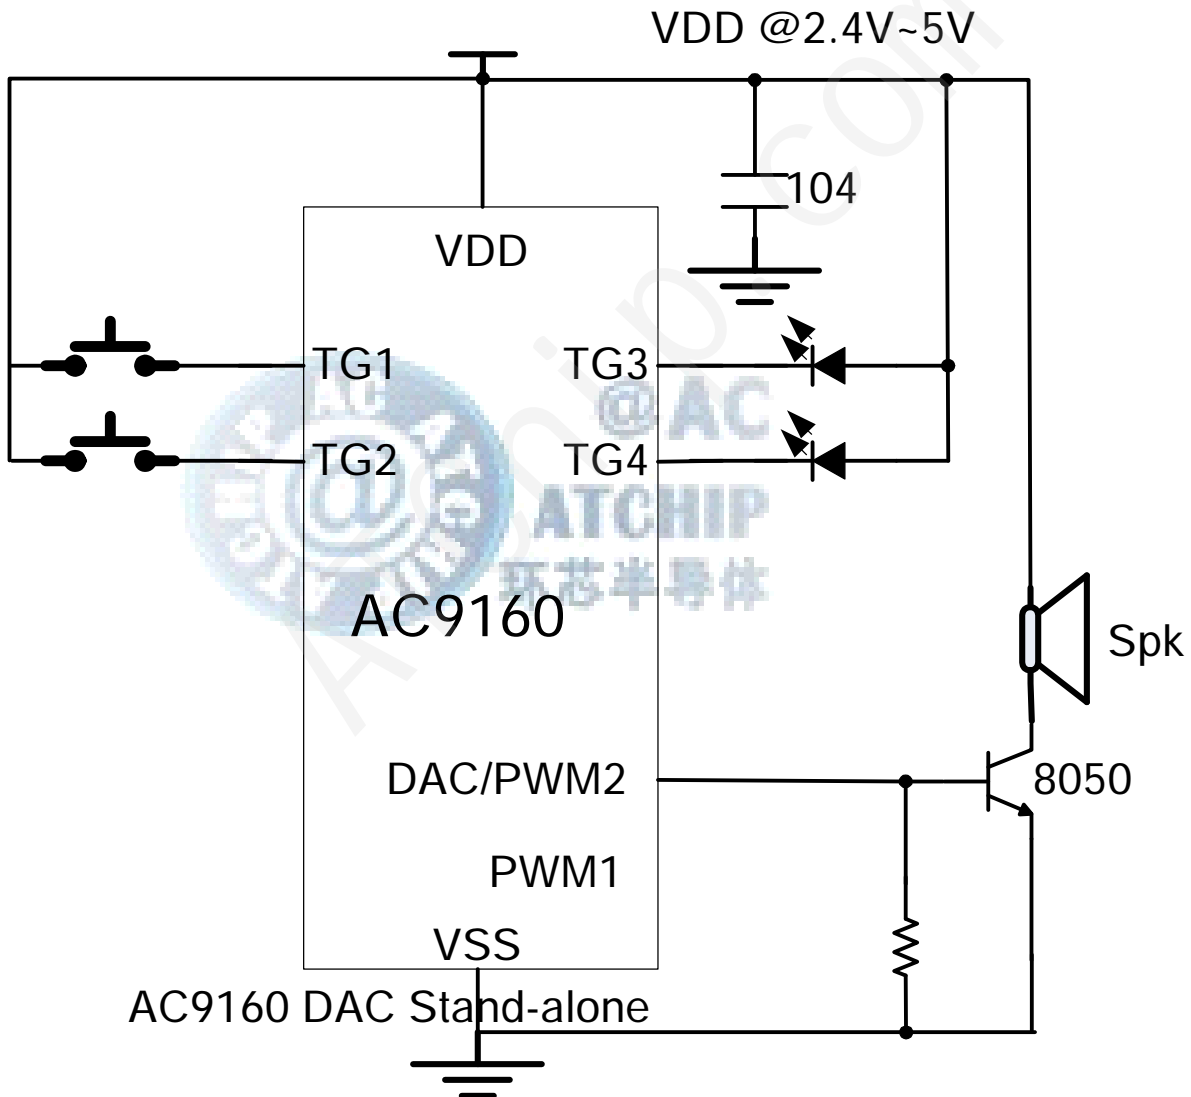 VDD @2.4V~5V
104
VDD
TG1
TG3
@AC
TG2
TG4
ATCHIP
环芯半导体
AC9160
Spk
DAC/PWM2
8050
PWM1
VSS
AC9160 DAC Stand-alone